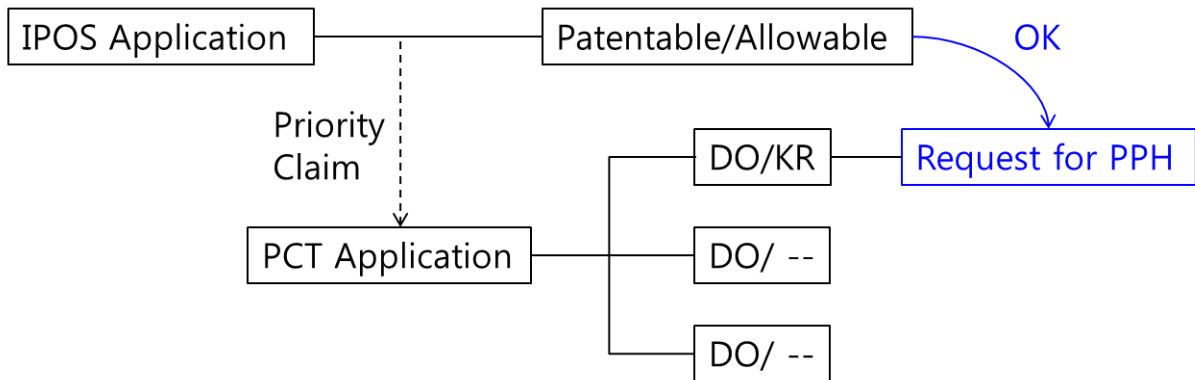 IPOS Application
Patentable/Allowable
OK
Priority
Claim
DO/KR
Request for PPH
PCT Application
DO/ --
DO/ --